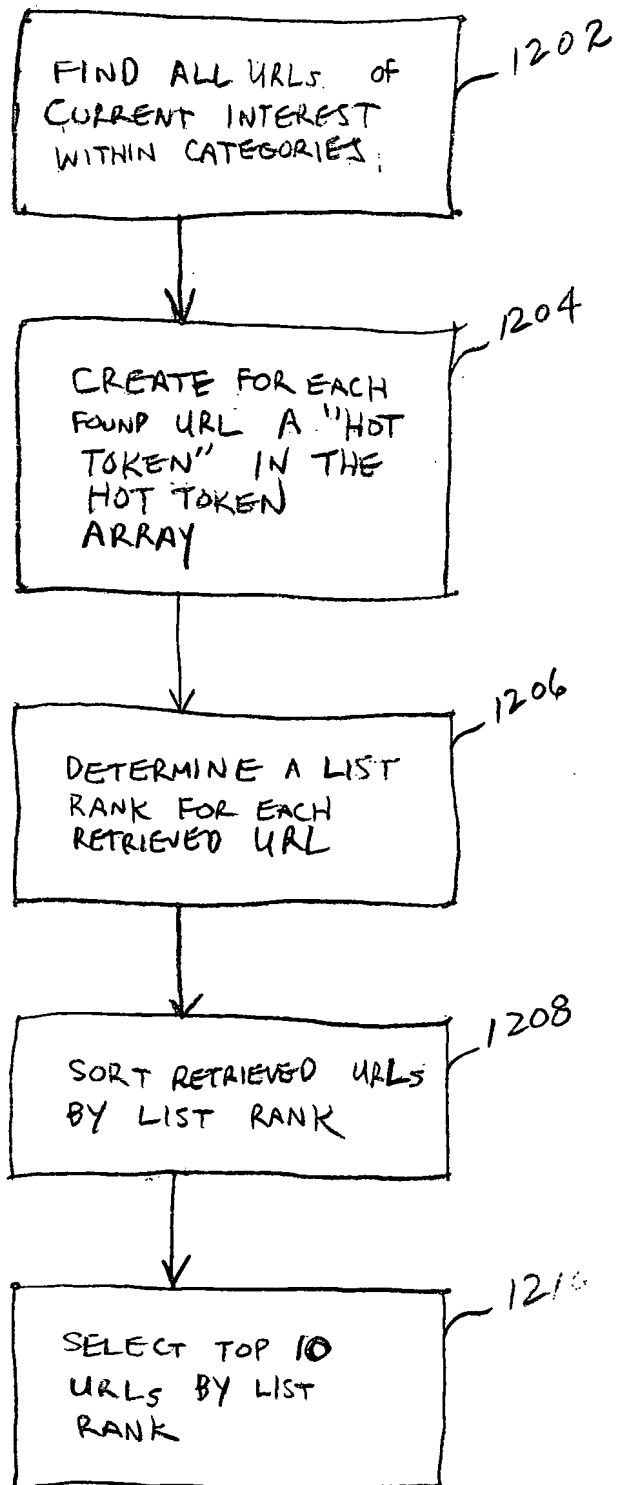 1202
FIND ALL URLs of
CURRENT INTEREST
WITHIN CATEGORIES.
1204
CREATE FOR EACH
FOUND URL A "HOT
TOKEN" IN THE
HOT TOKEN
ARRAY
1206
DETERMINE A LIST
RANK FOR EACH
RETRIEVED URL
1208
SORT RETRIEVED URLs
BY LIST RANK
SELECT TOP 10
URLs BY LIST
RANK